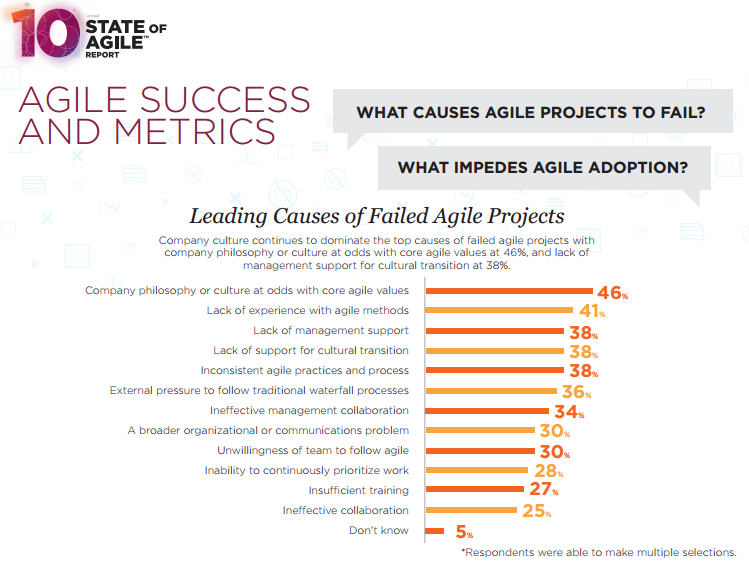 10
STATE OF
AGILE™
REPORT
AGILE SUCCESS
AND METRICS
WHAT CAUSES AGILE PROJECTS TO FAIL?
WHAT IMPEDES AGILE ADOPTION?
Leading Causes of Failed Agile Projects
Company culture continues to dominate the top causes of failed agile projects with
company philosophy or culture at odds with core agile values at 46%, and lack of
management support for cultural transition at 38%.
Company philosophy or culture at odds with core agile values 46%
Lack of experience with agile methods 41%
Lack of management support 38%
Lack of support for cultural transition 38%
Inconsistent agile practices and process 38%
External pressure to follow traditional waterfall processes 36%
Ineffective management collaboration 34%
A broader organizational or communications problem 30%
Unwillingness of team to follow agile 30%
Inability to continuously prioritize work 28%
Insufficient training 27%
Ineffective collaboration 25%
Don't know 5%
*Respondents were able to make multiple selections.